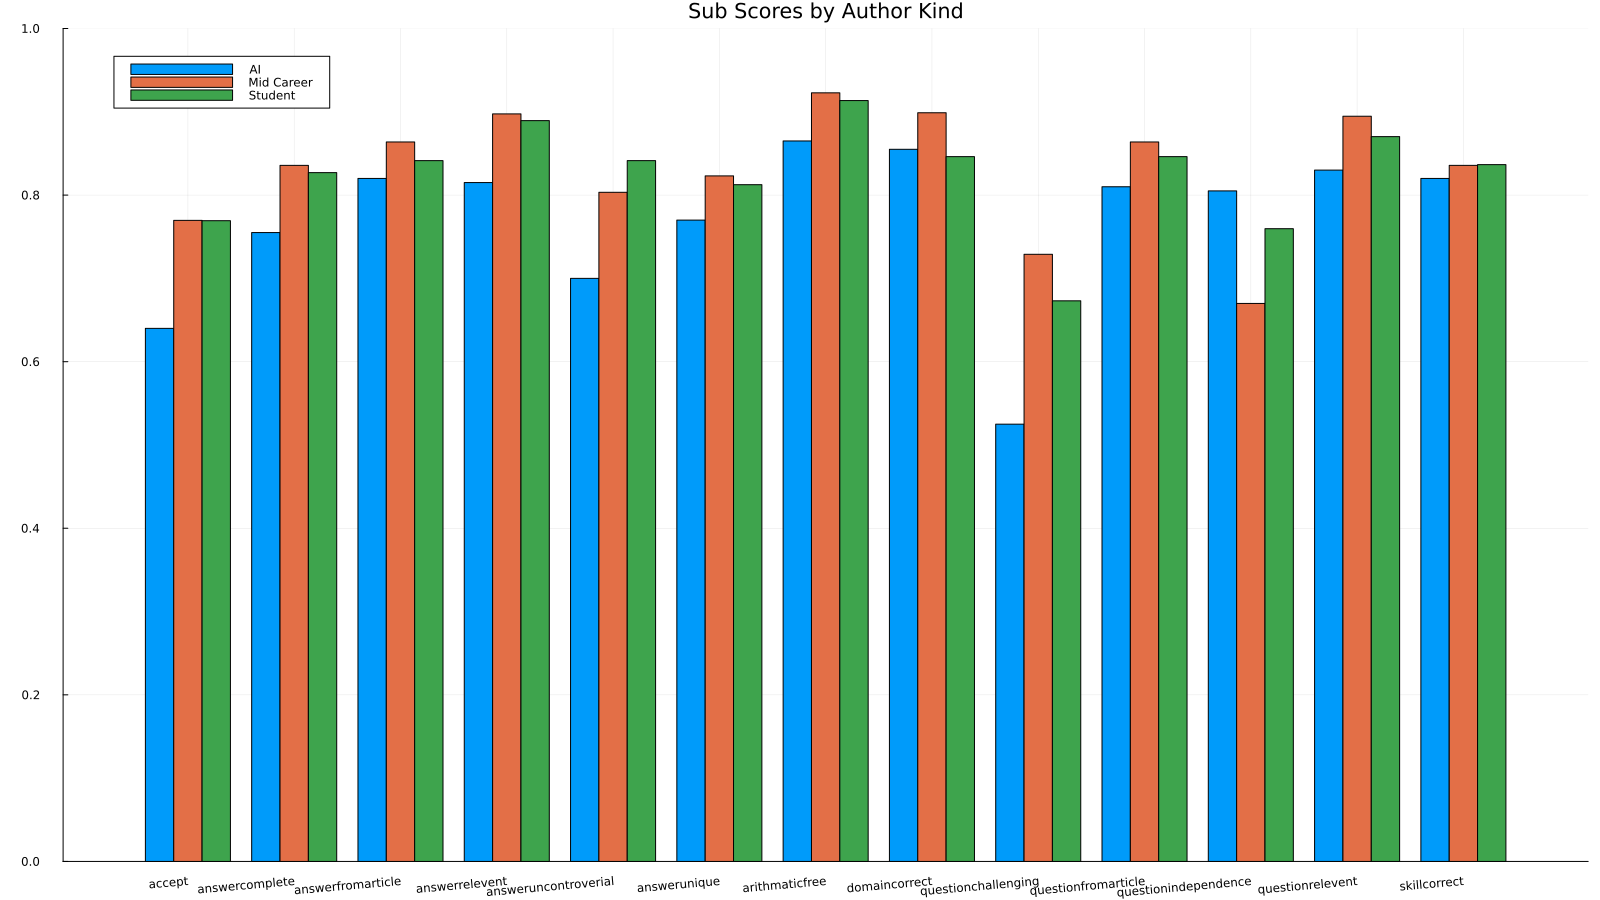 Sub Scores by Author Kind
AI
Mid Career
Student
1.0
0.8
0.6
0.4
0.2
0.0
accept
answercomplete
answerfromarticle
answerrelevent
answeruncontroverial
answerunique
arithmaticfree
domaincorrect
questionchallenging
questionfromarticle
questionindependence
questionrelevent
skillcorrect